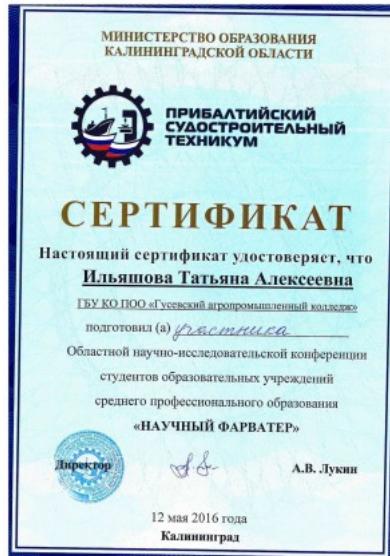 МИНИСТЕРСТВО ОБРАЗОВАНИЯ
КАЛИНИНГРАДСКОЙ ОБЛАСТИ
ПРИБАЛТИЙСКИЙ
СУДОСТРОИТЕЛЬНЫЙ
ТЕХНИКУМ
СЕРТИФИКАТ
Настоящий сертификат удостоверяет, что
Ильяшова Татьяна Алексеевна
ГБУ КО ПОО «Гусевский агропромышленный колледж»
подготовил (а) участника
Областной научно-исследовательской конференции
студентов образовательных учреждений
среднего профессионального образования
«НАУЧНЫЙ ФАРВАТЕР»
Директор А.В. Лукин
12 мая 2016 года
Калининград